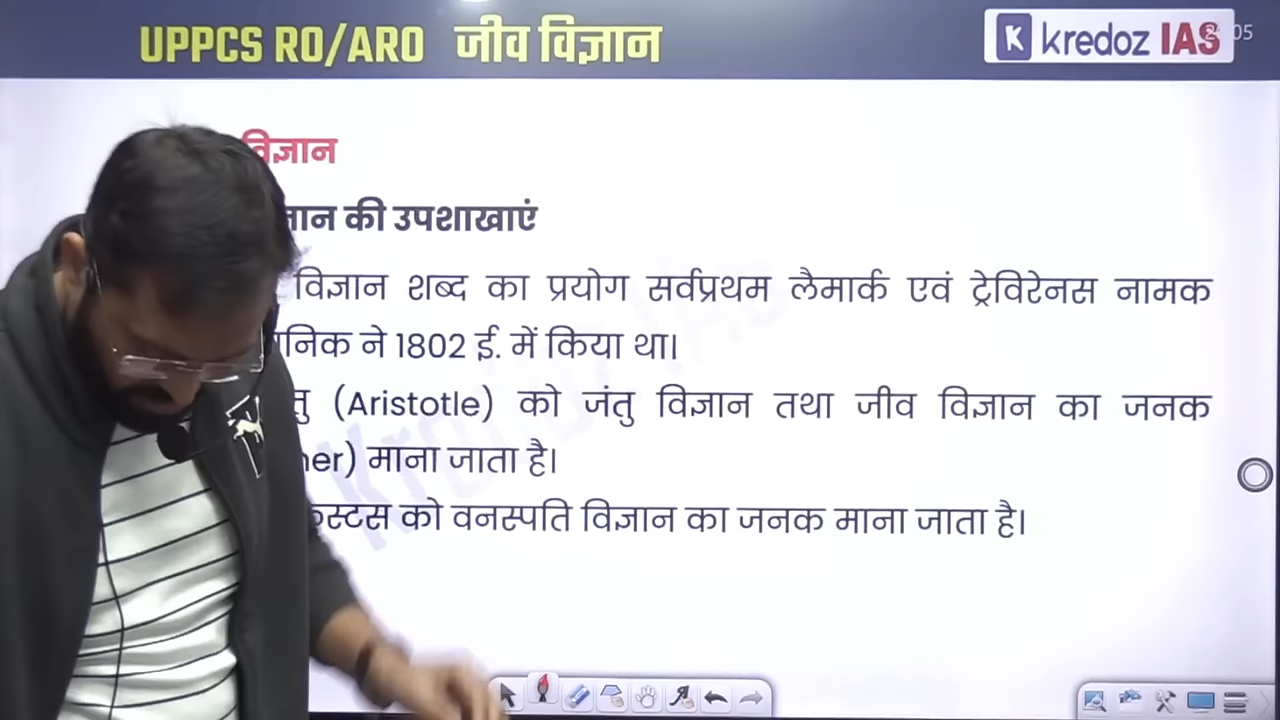 UPPCS RO/ARO जीव विज्ञान
kredoz IAS
विज्ञान
की उपशाखाएं
विज्ञान शब्द का प्रयोग सर्वप्रथम लैमार्क एवं ट्रेविरेनस नामक
ने 1802 ई. में किया था।
(Aristotle) को जंतु विज्ञान तथा जीव विज्ञान का जनक
माना जाता है।
को वनस्पति विज्ञान का जनक माना जाता है।